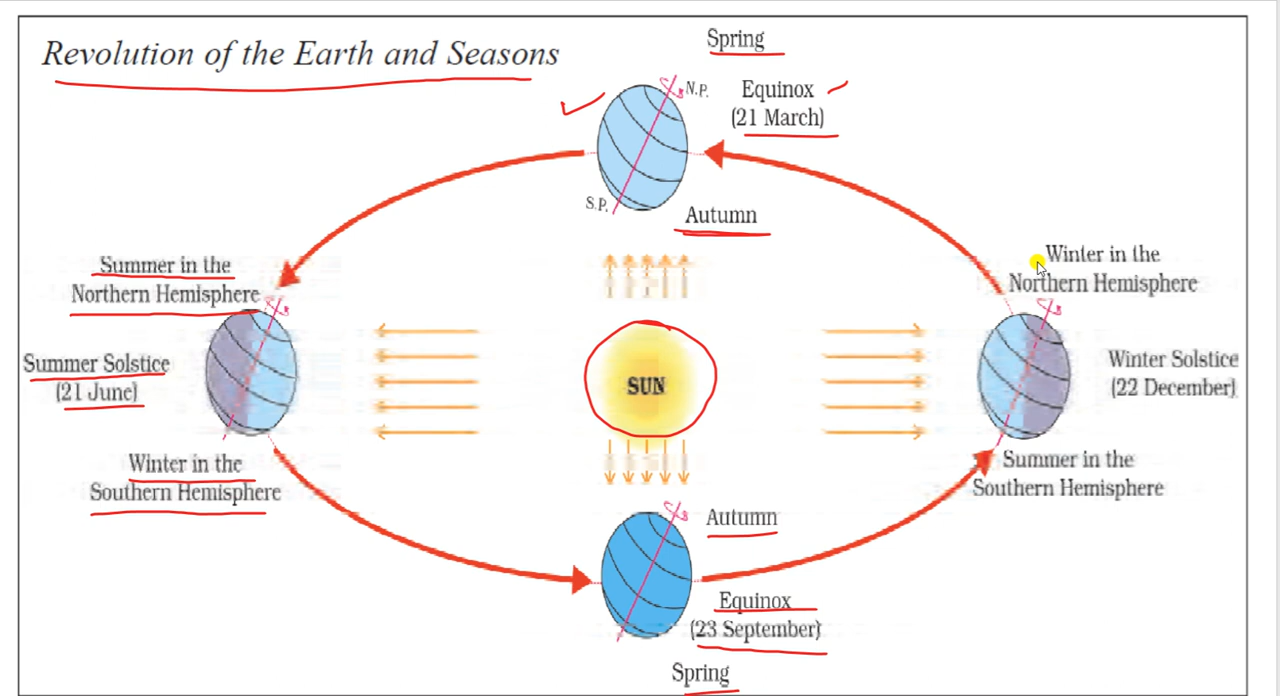 Revolution of the Earth and Seasons
Spring
N.P.
Equinox
(21 March)
S.P.
Autumn
Summer in the
Northern Hemisphere
Winter in the
Northern Hemisphere
Summer Solstice
(21 June)
SUN
Winter Solstice
(22 December)
Winter in the
Southern Hemisphere
Summer in the
Southern Hemisphere
Autumn
Equinox
(23 September)
Spring